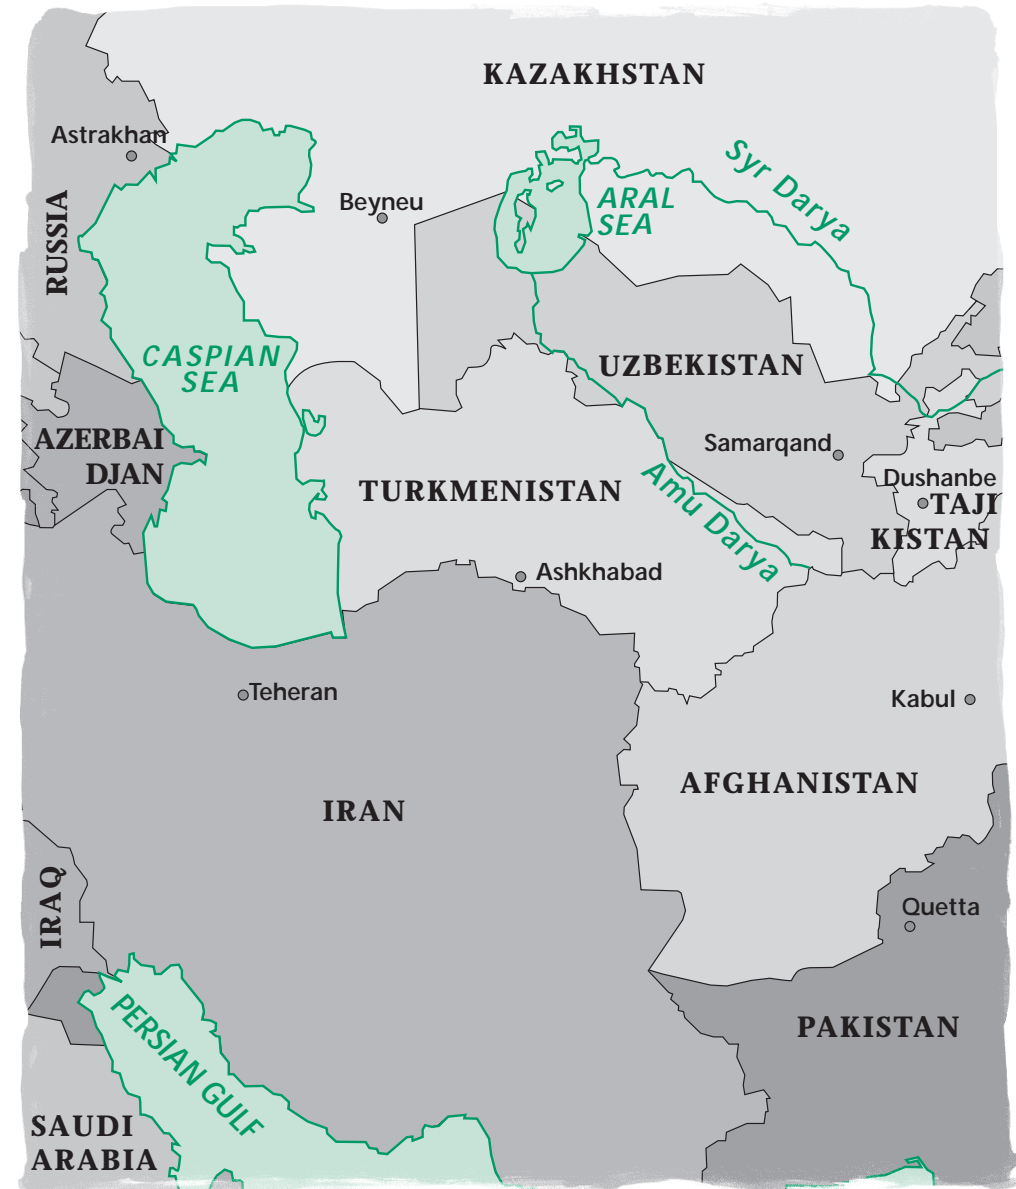 KAZAKHSTAN
Astrakhan
Syr Darya
RUSSIA
Beyneu
ARAL
SEA
CASPIAN
SEA
UZBEKISTAN
AZERBAI
DJAN
Samarqand
TURKMENISTAN
Amu Darya
Dushanbe
TAJI
KISTAN
Ashkhabad
Teheran
Kabul
AFGHANISTAN
IRAN
IRAQ
Quetta
PERSIAN GULF
PAKISTAN
SAUDI
ARABIA